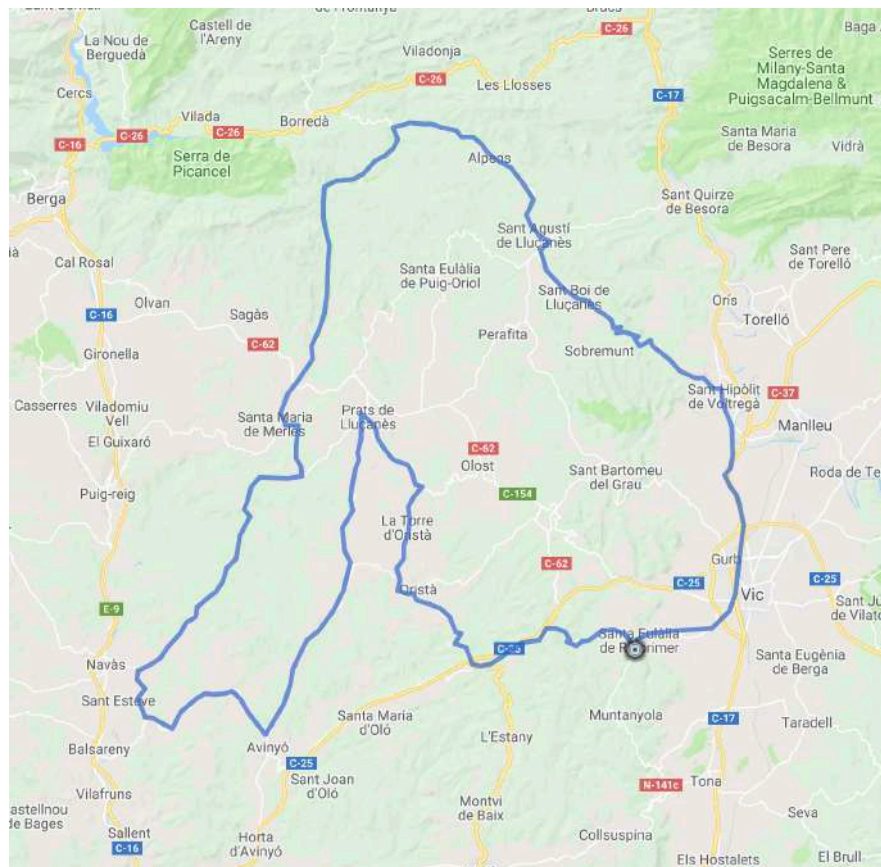 Castell de
l'Areny
de Frontanyà
C-26
Baga
La Nou de
Berguedà
Viladonja
Serres de
Milany-Santa
Magdalena &
Puigsacalm-Bellmunt
C-26
Les Llosses
Cercs
C-17
Vilada
C-26
C-26
Borredà
C-16
Santa Maria
de Besora
Vidrà
Serra de
Picancel
Alpens
Berga
Sant Quirze
de Besora
Sant Agustí
de Lluçanès
Sant Pere
de Torelló
Cal Rosal
Santa Eulàlia
de Puig-Oriol
Olvan
Sant Boi de
Lluçanès
Orís
C-16
Sagàs
Torelló
Perafita
C-62
Gironella
Sobremunt
Sant Hipòlit
de Voltregà
C-37
Casserres
Viladomiu
Vell
Santa Maria
de Merlès
Prats de
Lluçanès
Manlleu
El Guixaró
C-62
Olost
Sant Bartomeu
del Grau
Roda de Te
Puig-reig
C-154
La Torre
d'Oristà
Gurb
C-62
C-25
C-25
Oristà
Vic
E-9
Sant Ju
de Vilato
Santa Eulàlia
de Riuprimer
C-25
Navàs
Santa Eugènia
de Berga
Sant Esteve
Santa Maria
d'Oló
Muntanyola
C-17
Taradell
Avinyó
L'Estany
Balsareny
C-25
Sant Joan
d'Oló
Tona
N-141c
Vilafruns
Montvi
de Baix
Seva
astellnou
de Bages
Sallent
Horta
d'Avinyó
Collsuspina
C-16
Els Hostalets
El Brull